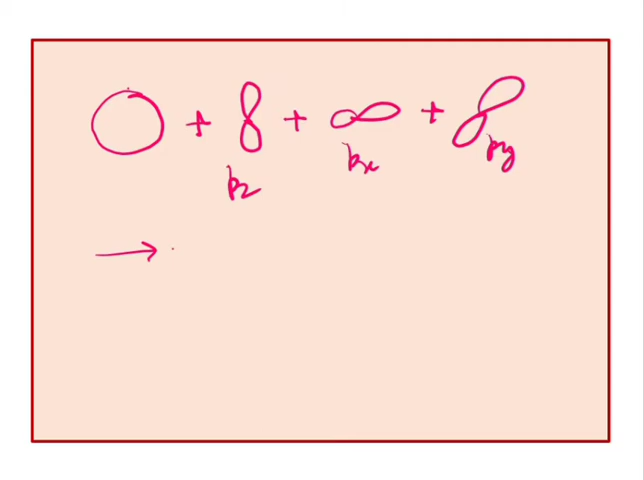 + + +
pz px py
→